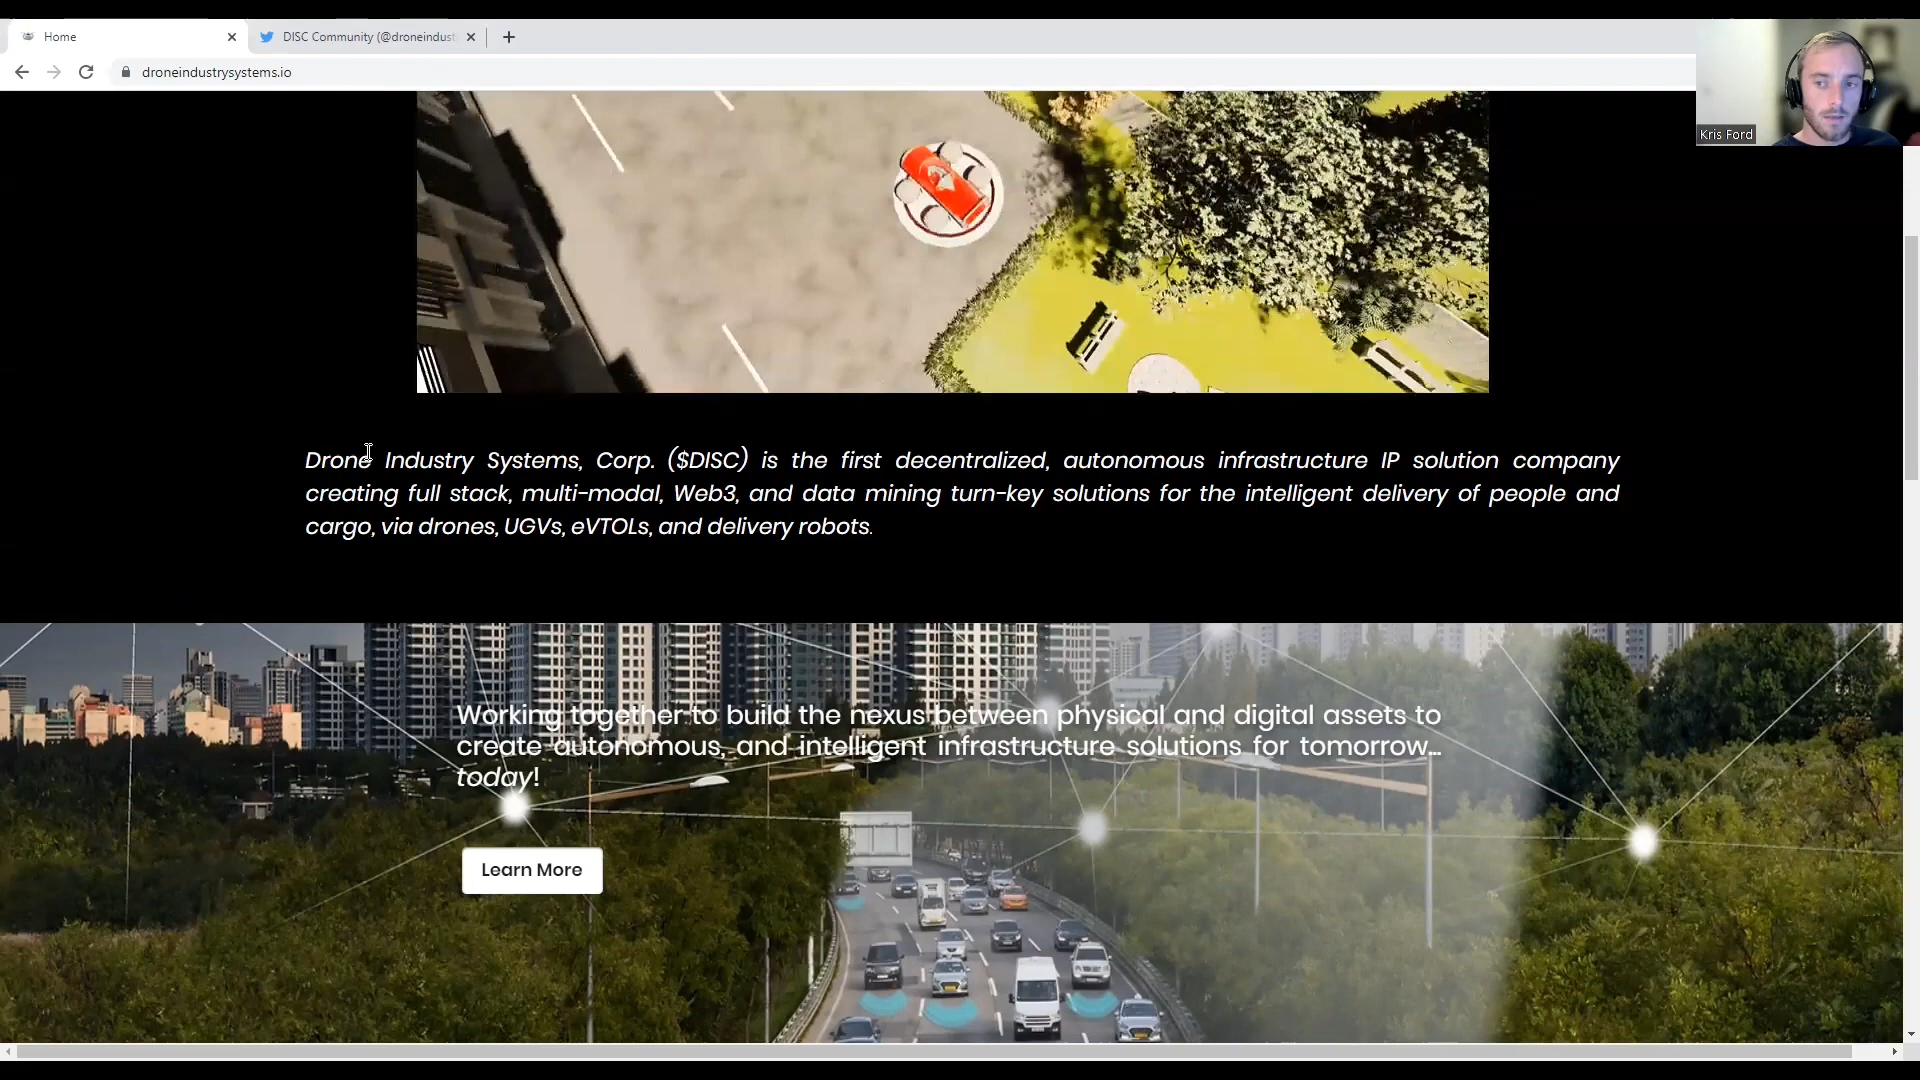 Home
DISC Community (@droneindust
droneindustrysystems.io
Kris Ford
Drone Industry Systems, Corp. ($DISC) is the first decentralized, autonomous infrastructure IP solution company
creating full stack, multi-modal, Web3, and data mining turn-key solutions for the intelligent delivery of people and
cargo, via drones, UGVs, eVTOLs, and delivery robots.
Working together to build the nexus between physical and digital assets to
create autonomous, and intelligent infrastructure solutions for tomorrow...
today!
Learn More